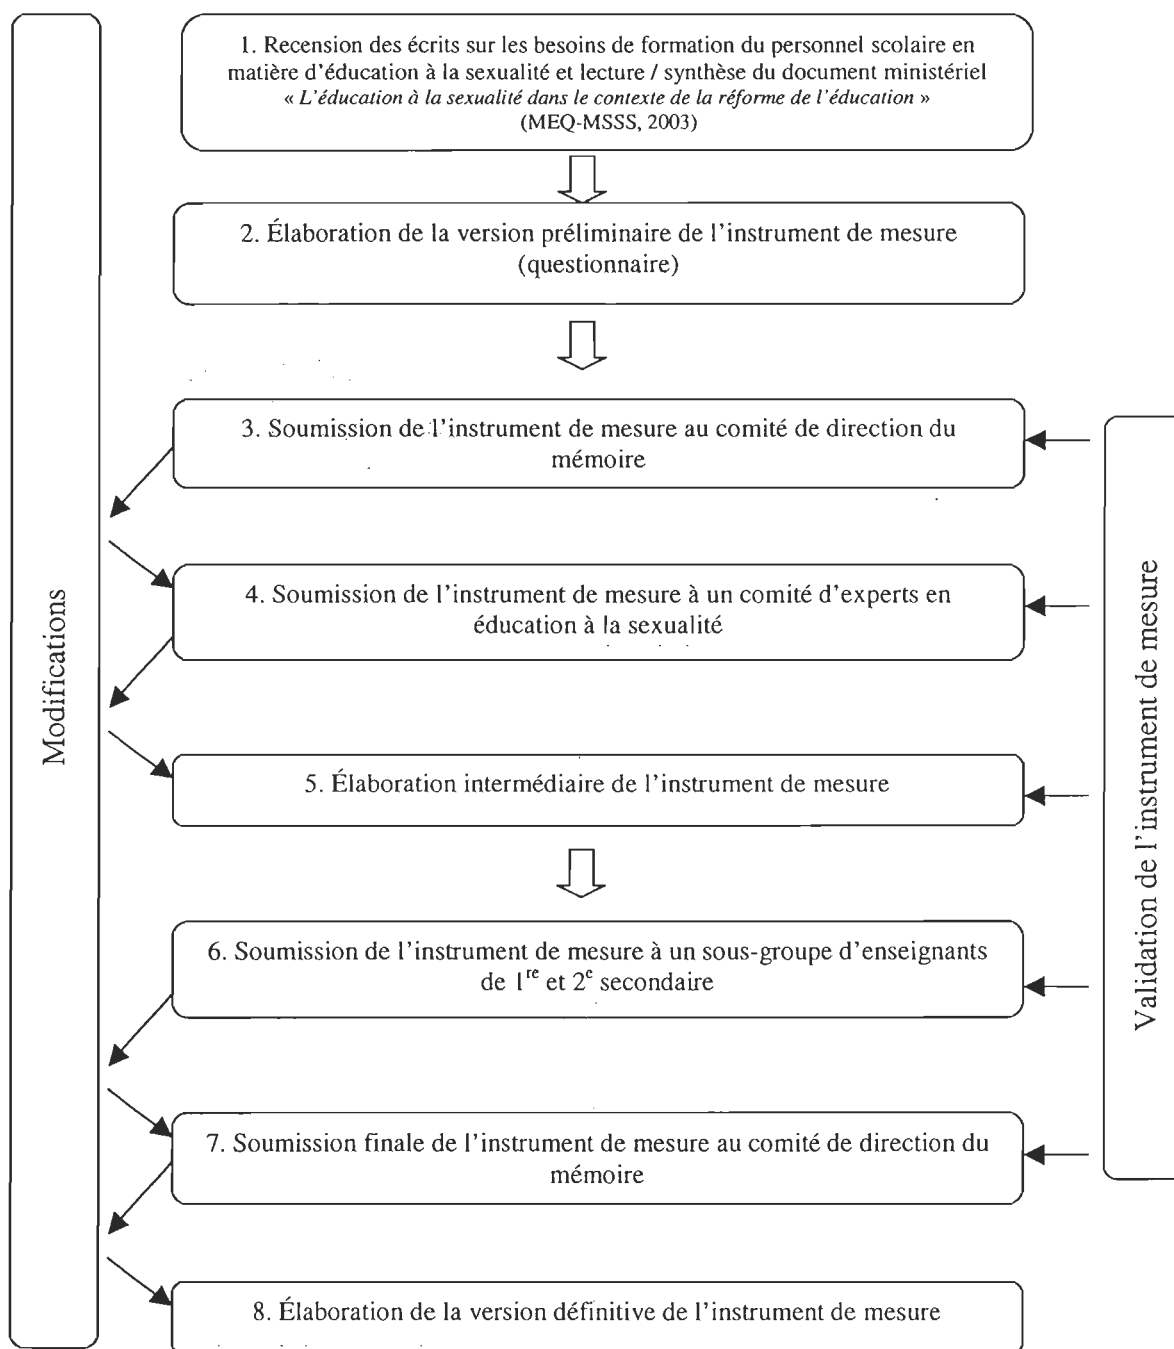 1. Recension des écrits sur les besoins de formation du personnel scolaire en
matière d'éducation à la sexualité et lecture / synthèse du document ministériel
« L'éducation à la sexualité dans le contexte de la réforme de l'éducation »
(MEQ-MSSS, 2003)
2. Élaboration de la version préliminaire de l'instrument de mesure
(questionnaire)
3. Soumission de l'instrument de mesure au comité de direction du
mémoire
4. Soumission de l'instrument de mesure à un comité d'experts en
éducation à la sexualité
5. Élaboration intermédiaire de l'instrument de mesure
6. Soumission de l'instrument de mesure à un sous-groupe d'enseignants
de 1re et 2e secondaire
7. Soumission finale de l'instrument de mesure au comité de direction du
mémoire
8. Élaboration de la version définitive de l'instrument de mesure
Modifications
Validation de l'instrument de mesure